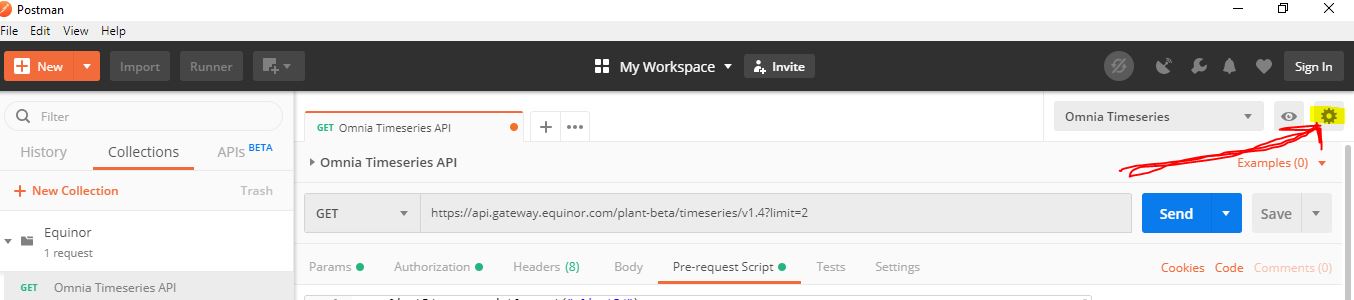 Postman
File Edit View Help
New Import Runner My Workspace Invite Sign In
Filter
GET Omnia Timeseries API
Omnia Timeseries
History Collections APIs BETA
Omnia Timeseries API
Examples (0)
New Collection Trash
GET https://api.gateway.equinor.com/plant-beta/timeseries/v1.4?limit=2 Send Save
Equinor
1 request
Params Authorization Headers (8) Body Pre-request Script Tests Settings Cookies Code Comments (0)
GET Omnia Timeseries API